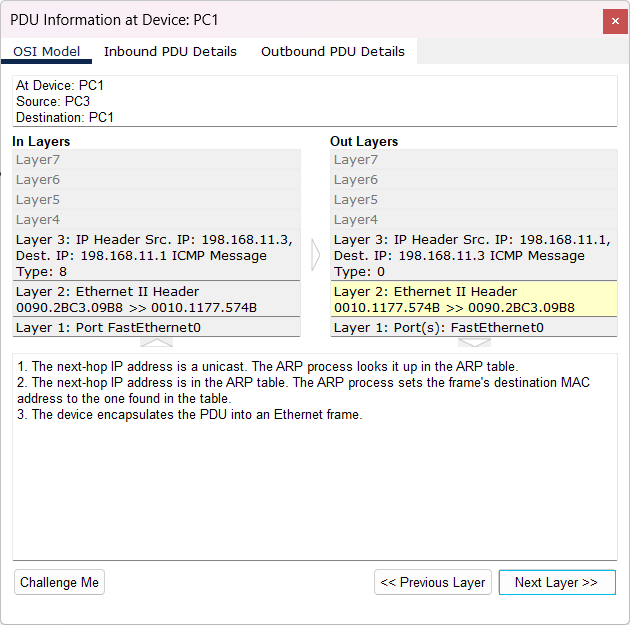 PDU Information at Device: PC1
×
OSI Model Inbound PDU Details Outbound PDU Details
At Device: PC1
Source: PC3
Destination: PC1
In Layers
Layer7
Layer6
Layer5
Layer4
Layer 3: IP Header Src. IP: 198.168.11.3,
Dest. IP: 198.168.11.1 ICMP Message
Type: 8
Layer 2: Ethernet II Header
0090.2BC3.09B8 >> 0010.1177.574B
Layer 1: Port FastEthernet0
Out Layers
Layer7
Layer6
Layer5
Layer4
Layer 3: IP Header Src. IP: 198.168.11.1,
Dest. IP: 198.168.11.3 ICMP Message
Type: 0
Layer 2: Ethernet II Header
0010.1177.574B >> 0090.2BC3.09B8
Layer 1: Port(s): FastEthernet0
1. The next-hop IP address is a unicast. The ARP process looks it up in the ARP table.
2. The next-hop IP address is in the ARP table. The ARP process sets the frame's destination MAC
address to the one found in the table.
3. The device encapsulates the PDU into an Ethernet frame.
Challenge Me
<< Previous Layer
Next Layer >>